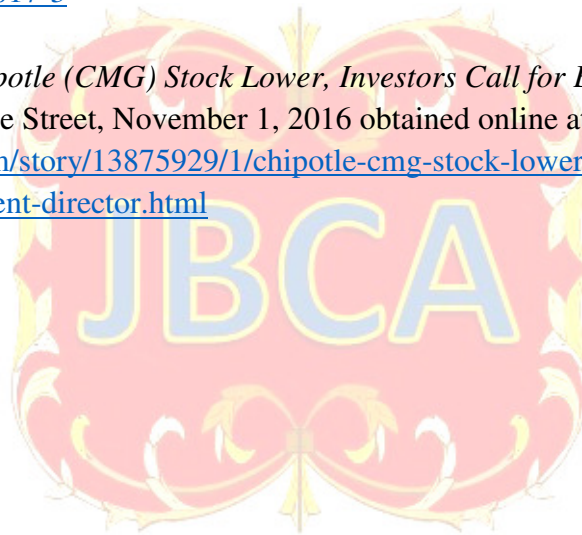 potle (CMG) Stock Lower, Investors Call for
e Street, November 1, 2016 obtained online a
/story/13875929/1/chipotle-cmg-stock-lower
ent-director.html
JBCA